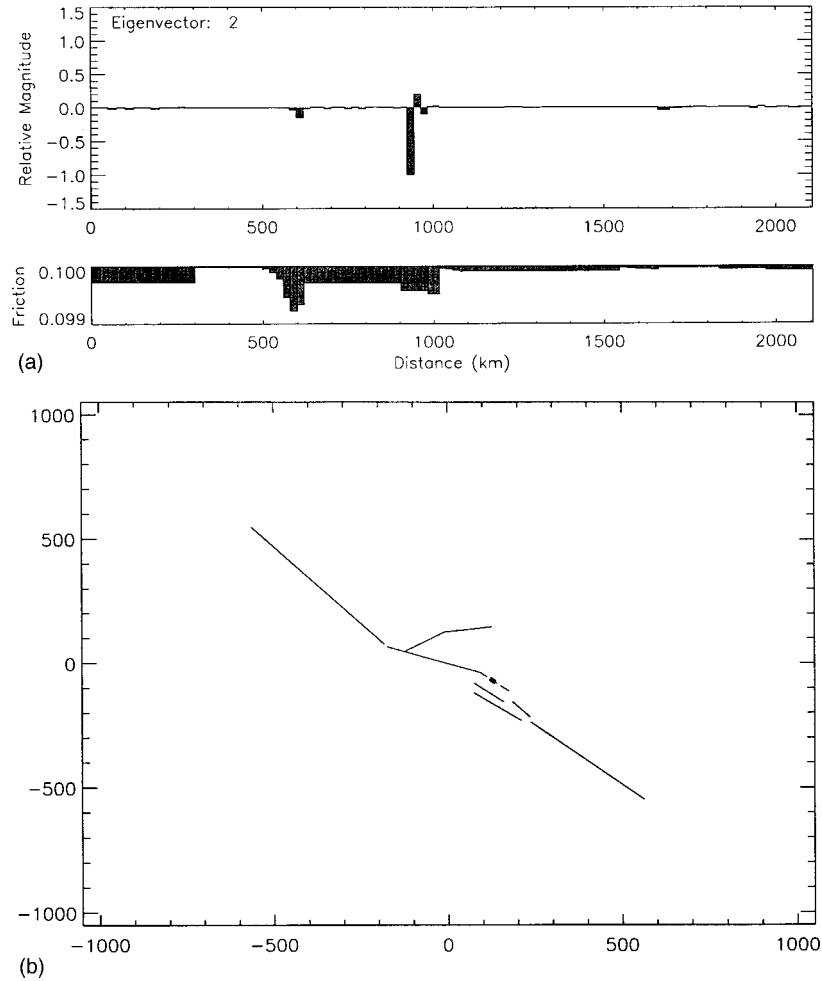 Eigenvector: 2
Relative Magnitude
1.5
1.0
0.5
0.0
-0.5
-1.0
-1.5
0 500 1000 1500 2000
Friction
0.100
0.099
0 500 1000 1500 2000
(a)
Distance (km)
1000
500
0
-500
-1000
-1000 -500 0 500 1000
(b)